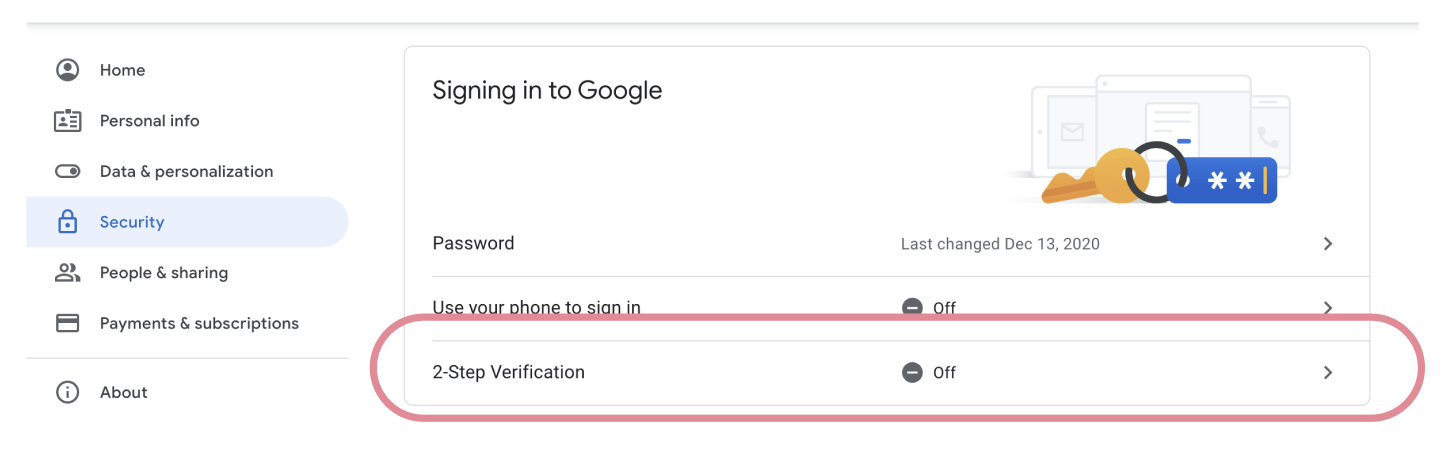 Home
Personal info
Data & personalization
Security
People & sharing
Payments & subscriptions
About
Signing in to Google
**
Password Last changed Dec 13, 2020
Use your phone to sign in Off
2-Step Verification Off